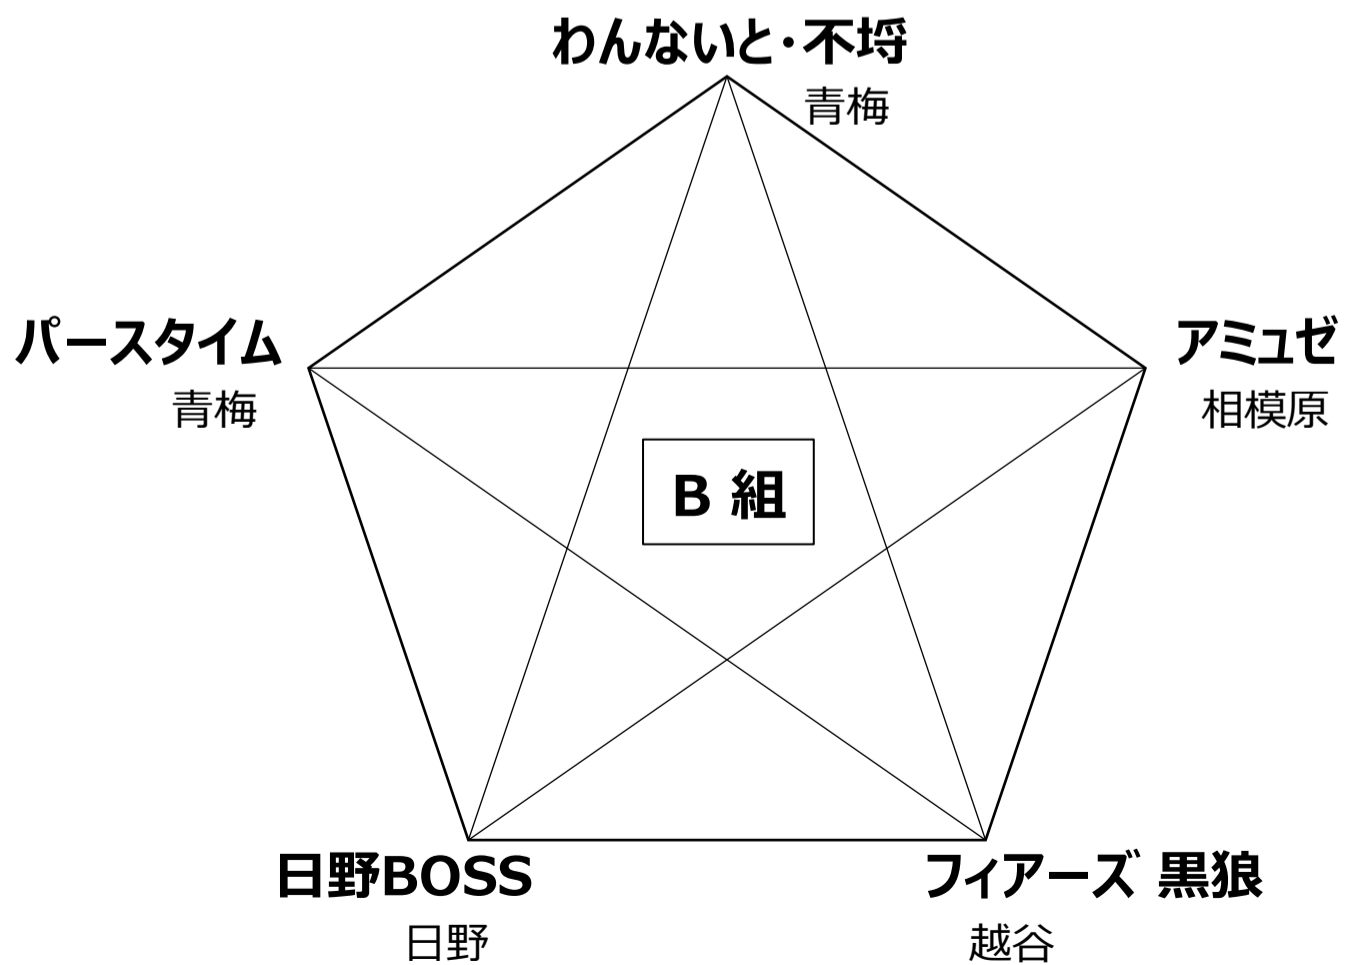 わんないと・不埒
青梅
パースタイム
青梅
アミュゼ
相模原
B 組
日野BOSS
日野
フィアーズ 黒狼
越谷